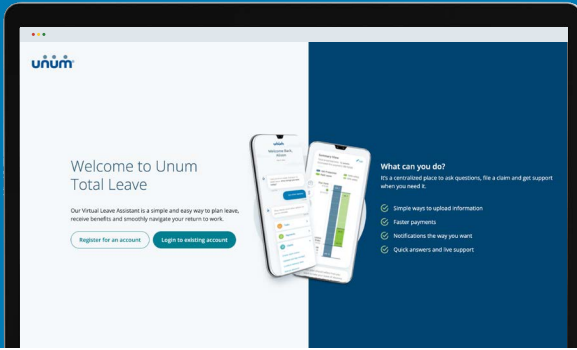 unum
Welcome to Unum
Total Leave
Our Virtual Leave Assistant is a simple and easy way to plan leave,
receive benefits and smoothly navigate your return to work.
Register for an account
Login to existing account
unum
Welcome Back,
What can you do?
It's a centralized place to ask questions, file a claim and get support
when you need it.
Simple ways to upload information
Faster payments
Notifications the way you want
Quick answers and live support